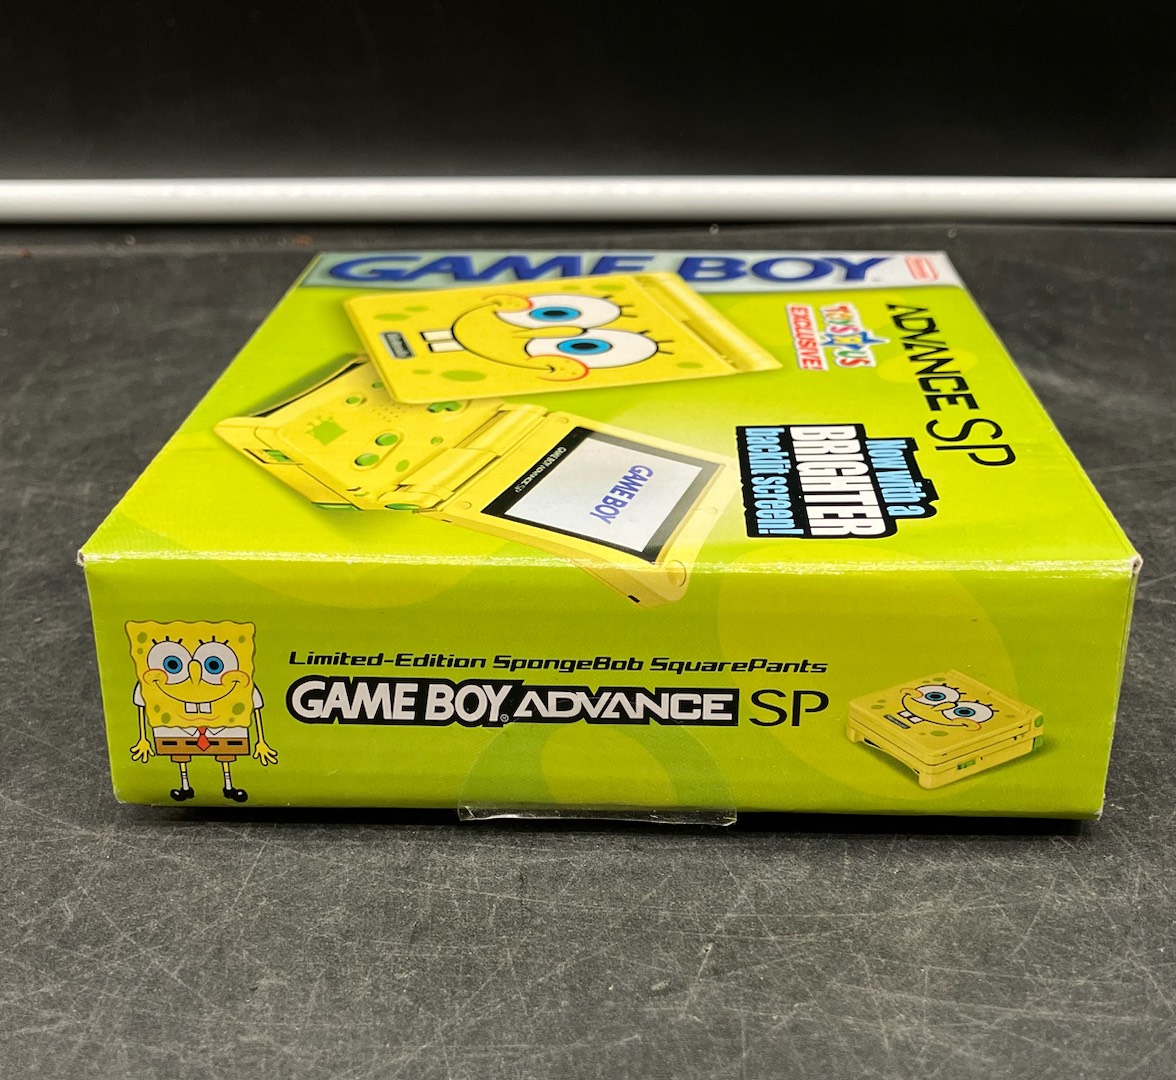 GAME BOY
Nintendo
ADVANCE SP
TOYS R US
EXCLUSIVE!
Now with a
BRIGHTER
backlit screen!
GAME BOY ADVANCE SP
GAME BOY
Limited-Edition SpongeBob SquarePants
GAME BOY ADVANCE SP